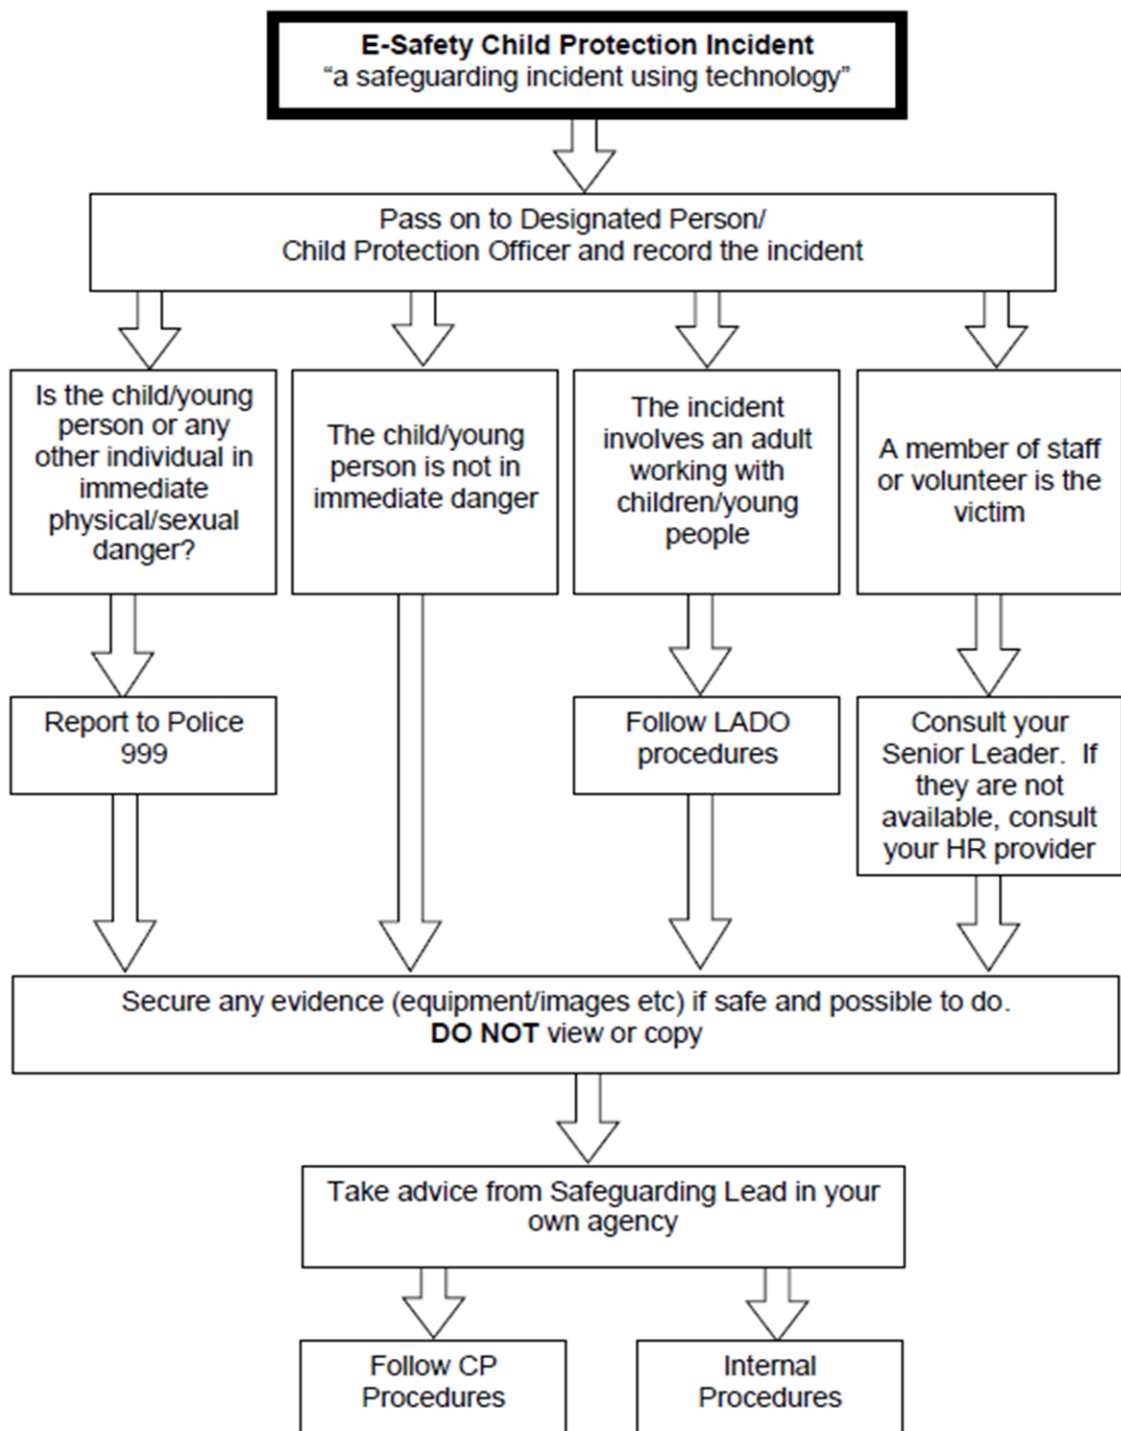 E-Safety Child Protection Incident
“a safeguarding incident using technology”
Pass on to Designated Person/
Child Protection Officer and record the incident
Is the child/young
person or any
other individual in
immediate
physical/sexual
danger?
The child/young
person is not in
immediate danger
The incident
involves an adult
working with
children/young
people
A member of staff
or volunteer is the
victim
Report to Police
999
Follow LADO
procedures
Consult your
Senior Leader.  If
they are not
available, consult
your HR provider
Secure any evidence (equipment/images etc) if safe and possible to do.
DO NOT view or copy
Take advice from Safeguarding Lead in your
own agency
Follow CP
Procedures
Internal
Procedures